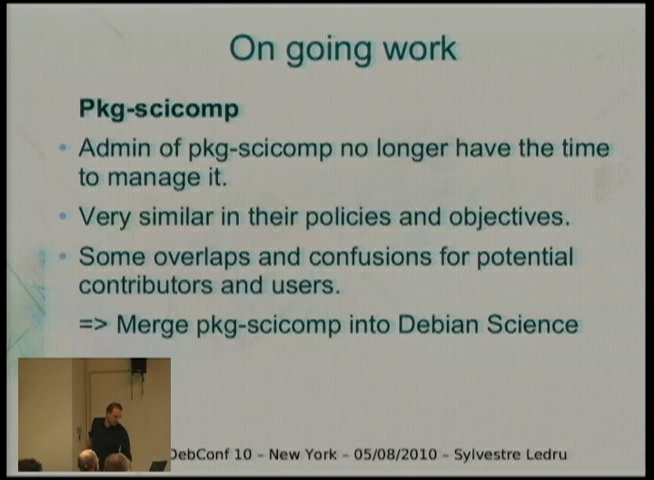 On going work
Pkg-scicomp
Admin of pkg-scicomp no longer have the time
to manage it.
Very similar in their policies and objectives.
Some overlaps and confusions for potential
contributors and users.
=> Merge pkg-scicomp into Debian Science
DebConf 10 – New York – 05/08/2010 – Sylvestre Ledru